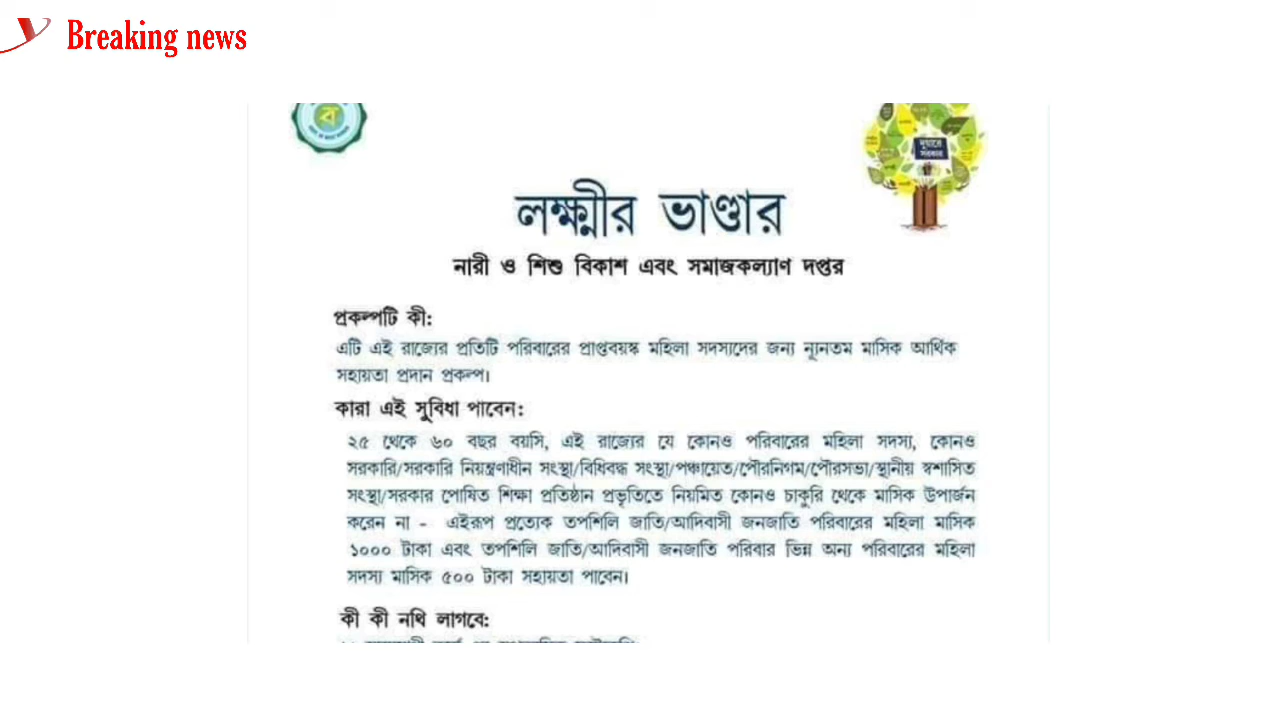 Breaking news
ব
দুয়ারে
সরকার
লক্ষ্মীর ভাণ্ডার
নারী ও শিশু বিকাশ এবং সমাজকল্যাণ দপ্তর
প্রকল্পটি কী:
এটি এই রাজ্যের প্রতিটি পরিবারের প্রাপ্তবয়স্ক মহিলা সদস্যদের জন্য ন্যূনতম মাসিক আর্থিক
সহায়তা প্রদান প্রকল্প।
কারা এই সুবিধা পাবেন:
২৫ থেকে ৬০ বছর বয়সি, এই রাজ্যের যে কোনও পরিবারের মহিলা সদস্য, কোনও
সরকারি/সরকারি নিয়ন্ত্রণাধীন সংস্থা/বিধিবদ্ধ সংস্থা/পঞ্চায়েত/পৌরনিগম/পৌরসভা/স্থানীয় স্বশাসিত
সংস্থা/সরকার পোষিত শিক্ষা প্রতিষ্ঠান প্রভৃতিতে নিয়মিত কোনও চাকুরি থেকে মাসিক উপার্জন
করেন না - এইরূপ প্রত্যেক তপশিলি জাতি/আদিবাসী জনজাতি পরিবারের মহিলা মাসিক
১০০০ টাকা এবং তপশিলি জাতি/আদিবাসী জনজাতি পরিবার ভিন্ন অন্য পরিবারের মহিলা
সদস্য মাসিক ৫০০ টাকা সহায়তা পাবেন।
কী কী নথি লাগবে: